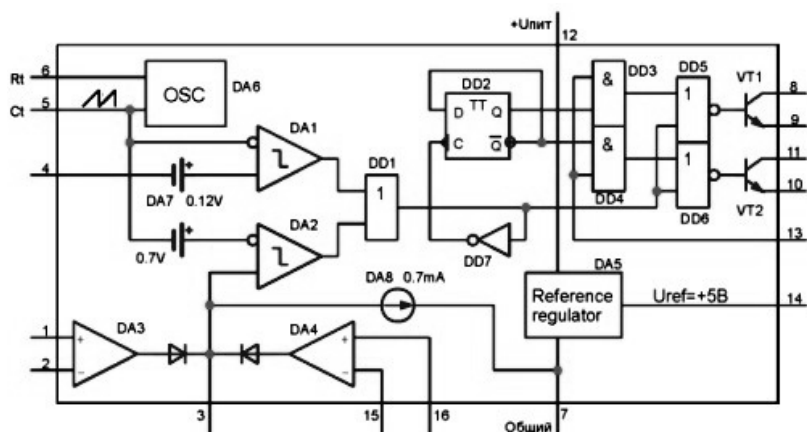 +Uпит
12
6
Rt
5
Ct
OSC
DA6
4
DA7
0.12V
DA1
0.7V
DA2
DD1
1
DD2
D
TT
Q
C
Q
DD7
&
DD3
&
DD4
DD5
1
1
DD6
VT1
8
9
11
10
VT2
13
DA8 0.7mA
DA5
Reference
regulator
Uref=+5В
14
1
2
+
−
DA3
DA4
+
−
3
15
16
Общий
7